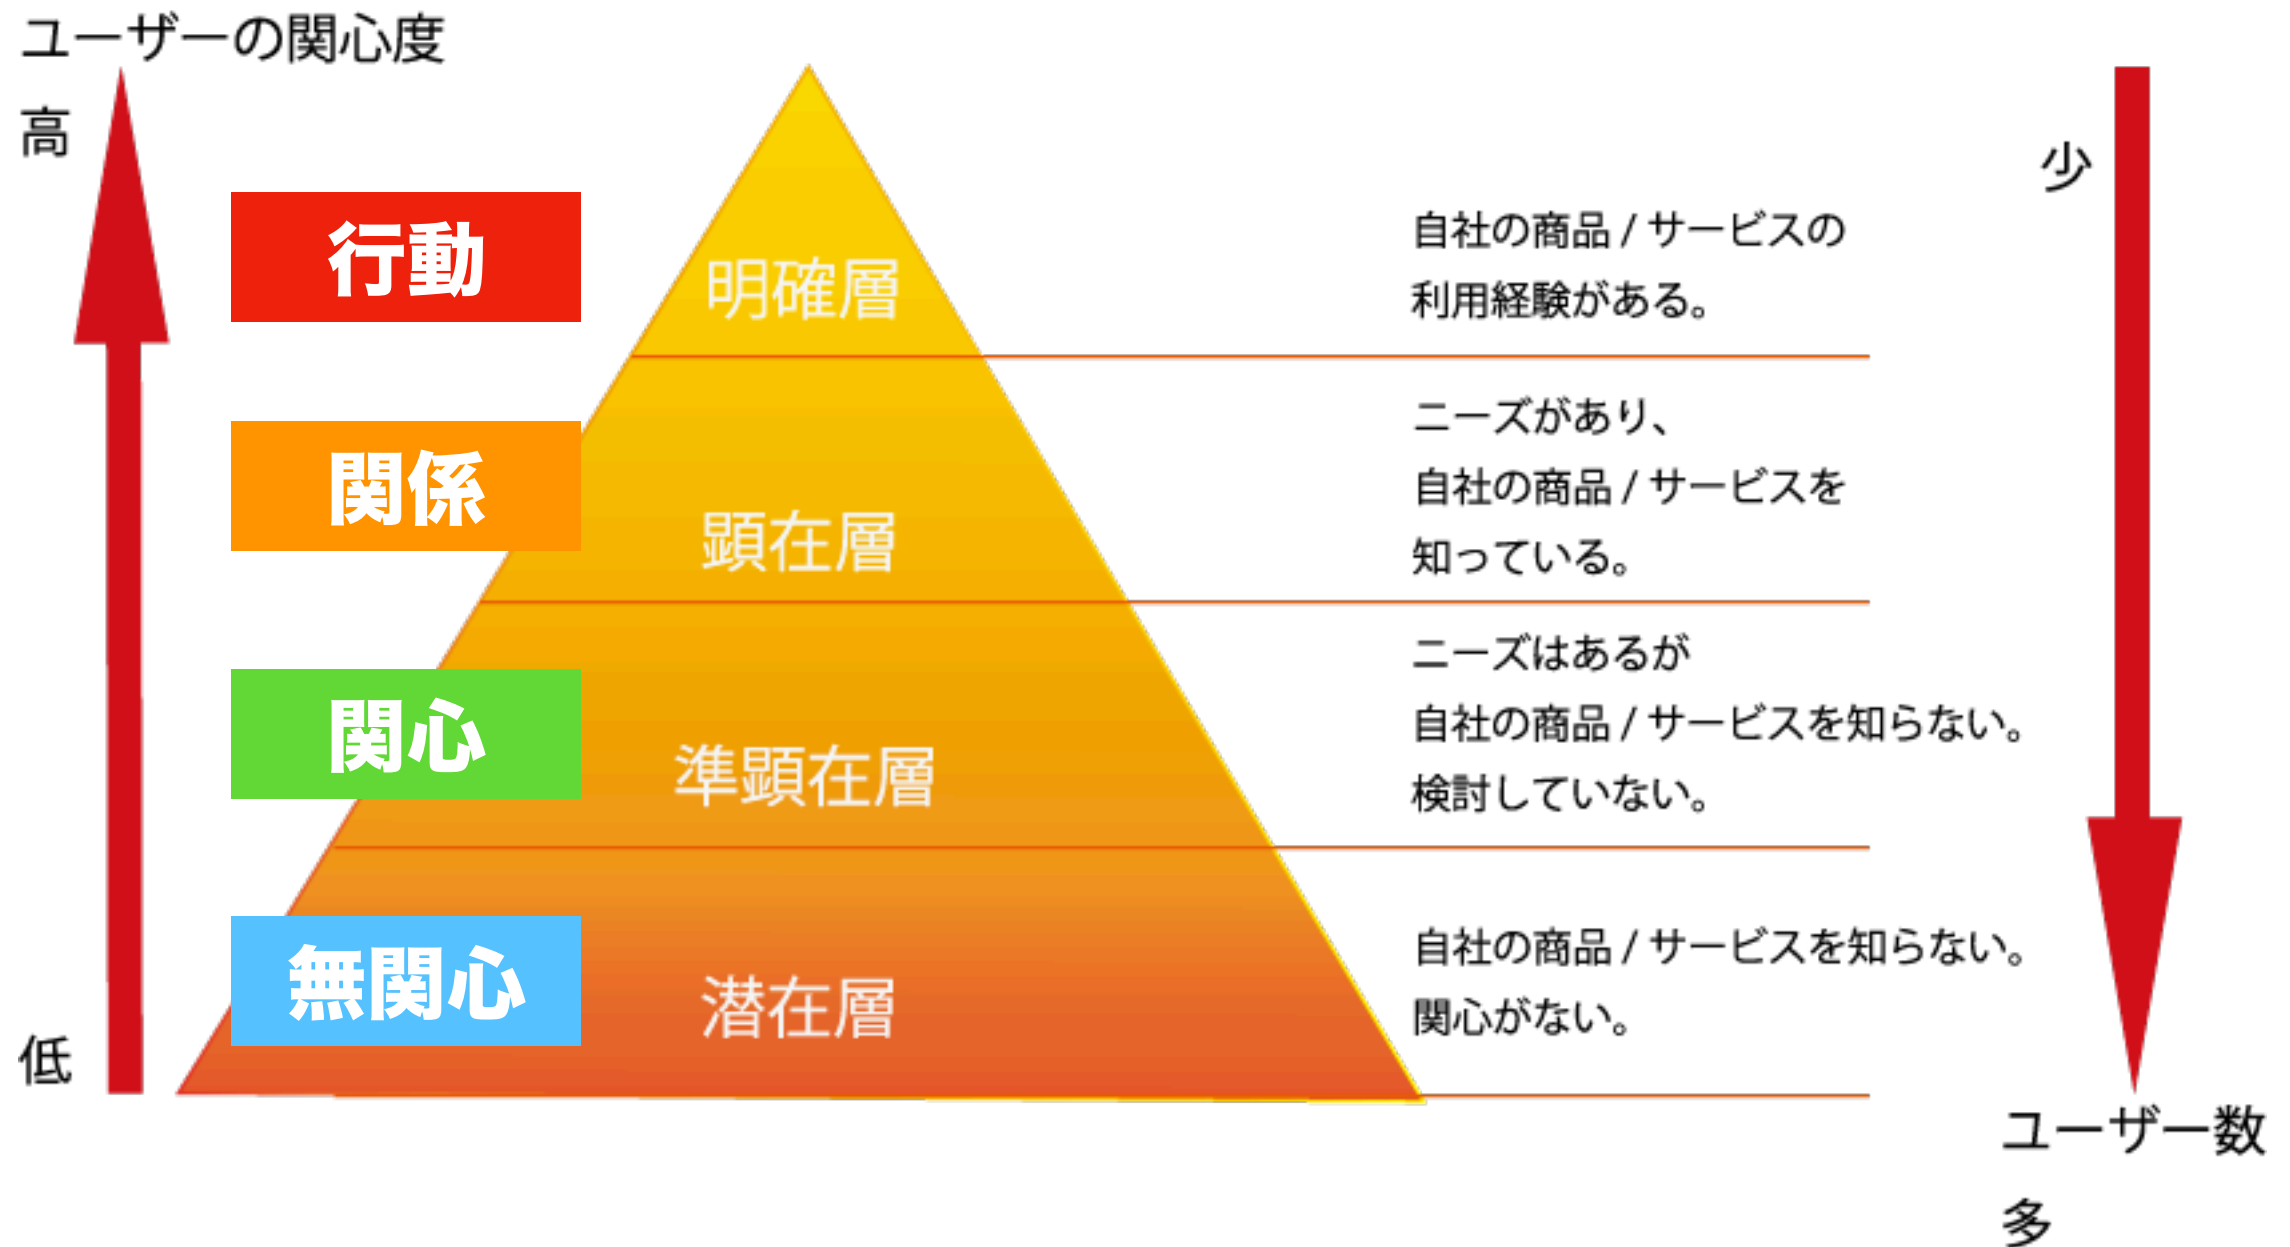 ユーザーの関心度
高
少
行動
明確層
自社の商品 / サービスの
利用経験がある。
関係
顕在層
ニーズがあり、
自社の商品 / サービスを
知っている。
関心
準顕在層
ニーズはあるが
自社の商品 / サービスを知らない。
検討していない。
無関心
潜在層
自社の商品 / サービスを知らない。
関心がない。
低
ユーザー数
多